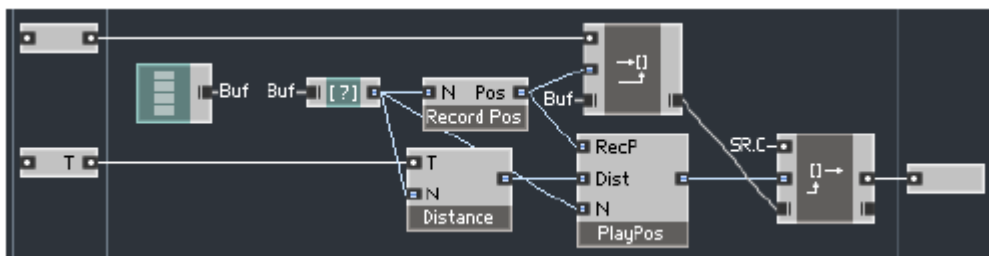 Buf
Buf
[?]
N Pos
Record Pos
Buf
→[]
RecP
Dist
N
PlayPos
T
T
N
Distance
SR.C
[]→